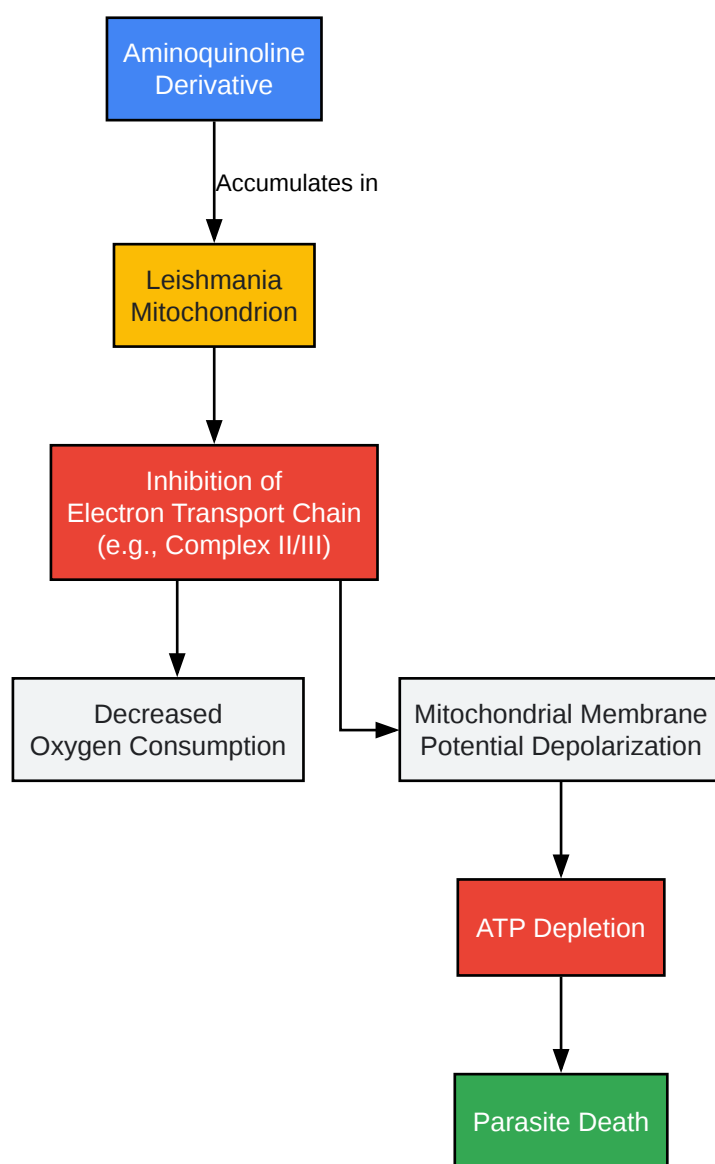 Aminoquinoline
Derivative
Accumulates in
Leishmania
Mitochondrion
Inhibition of
Electron Transport Chain
(e.g., Complex II/III)
Decreased
Oxygen Consumption
Mitochondrial Membrane
Potential Depolarization
ATP Depletion
Parasite Death